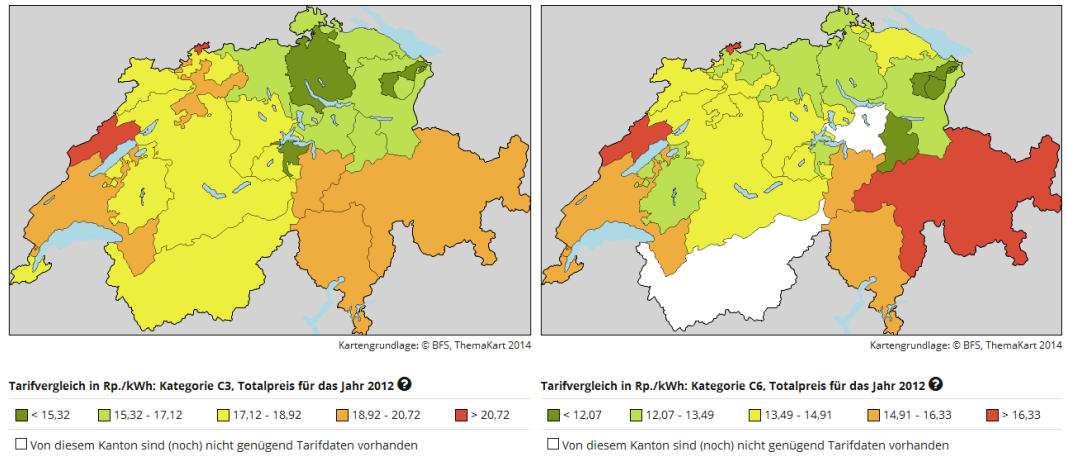 Kartengrundlage: © BFS, ThemaKart 2014
Tarifvergleich in Rp./kWh: Kategorie C3, Totalpreis für das Jahr 2012 ?
< 15,32 15,32 - 17,12 17,12 - 18,92 18,92 - 20,72 > 20,72
Von diesem Kanton sind (noch) nicht genügend Tarifdaten vorhanden
Kartengrundlage: © BFS, ThemaKart 2014
Tarifvergleich in Rp./kWh: Kategorie C6, Totalpreis für das Jahr 2012 ?
< 12,07 12,07 - 13,49 13,49 - 14,91 14,91 - 16,33 > 16,33
Von diesem Kanton sind (noch) nicht genügend Tarifdaten vorhanden